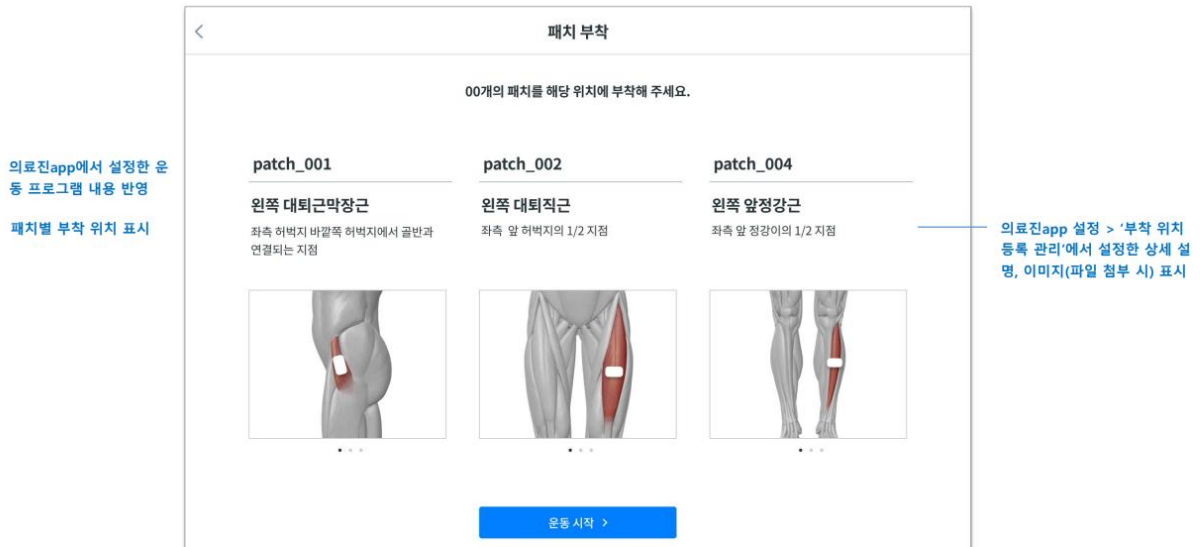 패치 부착
00개의 패치를 해당 위치에 부착해 주세요.
의료진app에서 설정한 운
동 프로그램 내용 반영
패치별 부착 위치 표시
patch_001
왼쪽 대퇴근막장근
좌측 허벅지 바깥쪽 허벅지에서 골반과
연결되는 지점
patch_002
왼쪽 대퇴직근
좌측 앞 허벅지의 1/2 지점
patch_004
왼쪽 앞정강근
좌측 앞 정강이의 1/2 지점
의료진app 설정 > ‘부착 위치
등록 관리’에서 설정한 상세 설
명, 이미지(파일 첨부 시) 표시
운동 시작 >